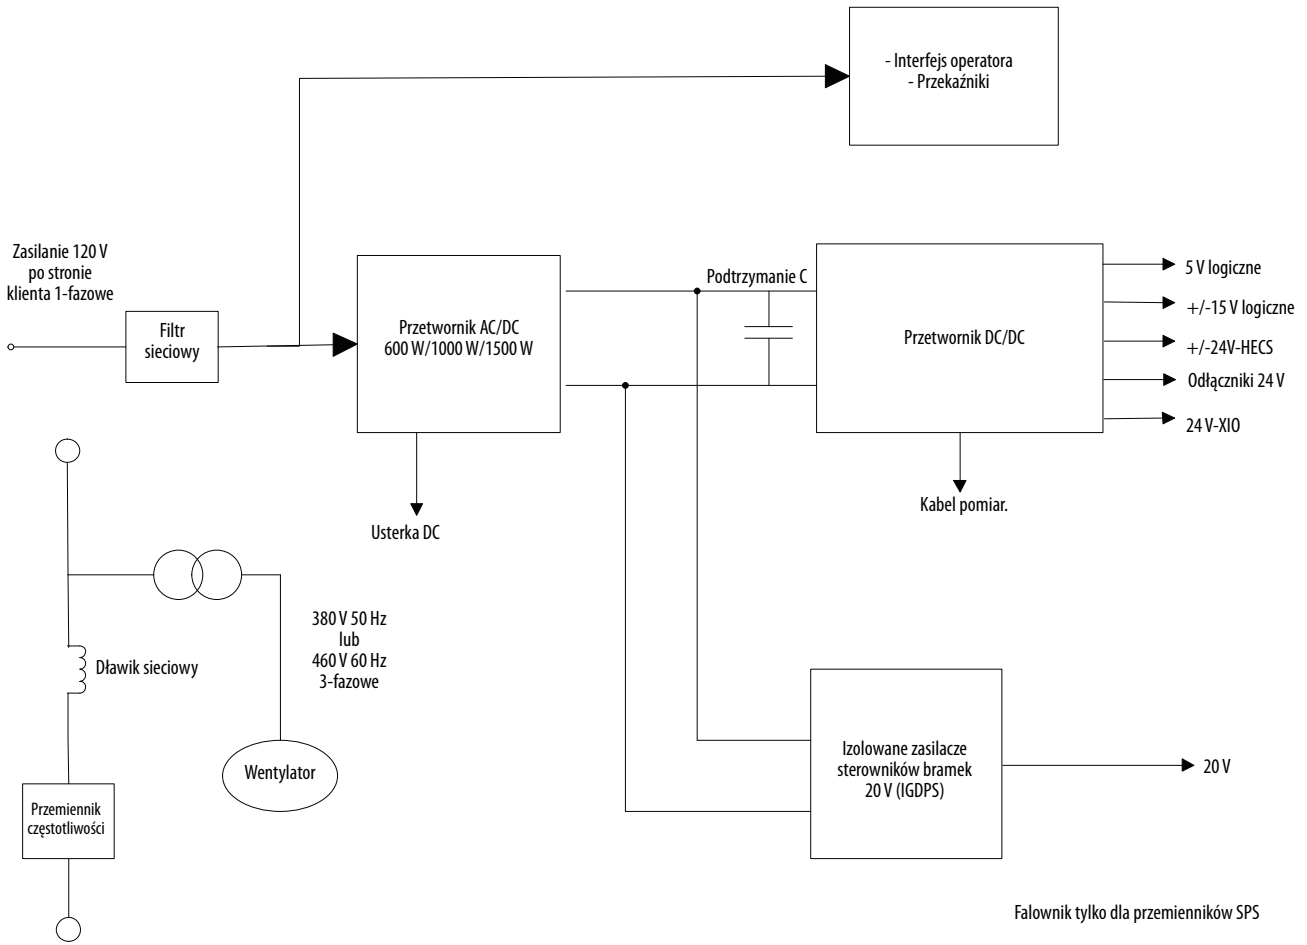 - Interfejs operatora
- Przekaźniki
Zasilanie 120 V
po stronie
klienta 1-fazowe
Filtr
sieciowy
Przetwornik AC/DC
600 W/1000 W/1500 W
Podtrzymanie C
Przetwornik DC/DC
5 V logiczne
+/-15 V logiczne
+/-24V-HECS
Odłączniki 24 V
24 V-XIO
Usterka DC
Kabel pomiar.
380 V 50 Hz
lub
460 V 60 Hz
3-fazowe
Dławik sieciowy
Wentylator
Przemiennik
częstotliwości
Izolowane zasilacze
sterowników bramek
20 V (IGDPS)
20 V
Falownik tylko dla przemienników SPS